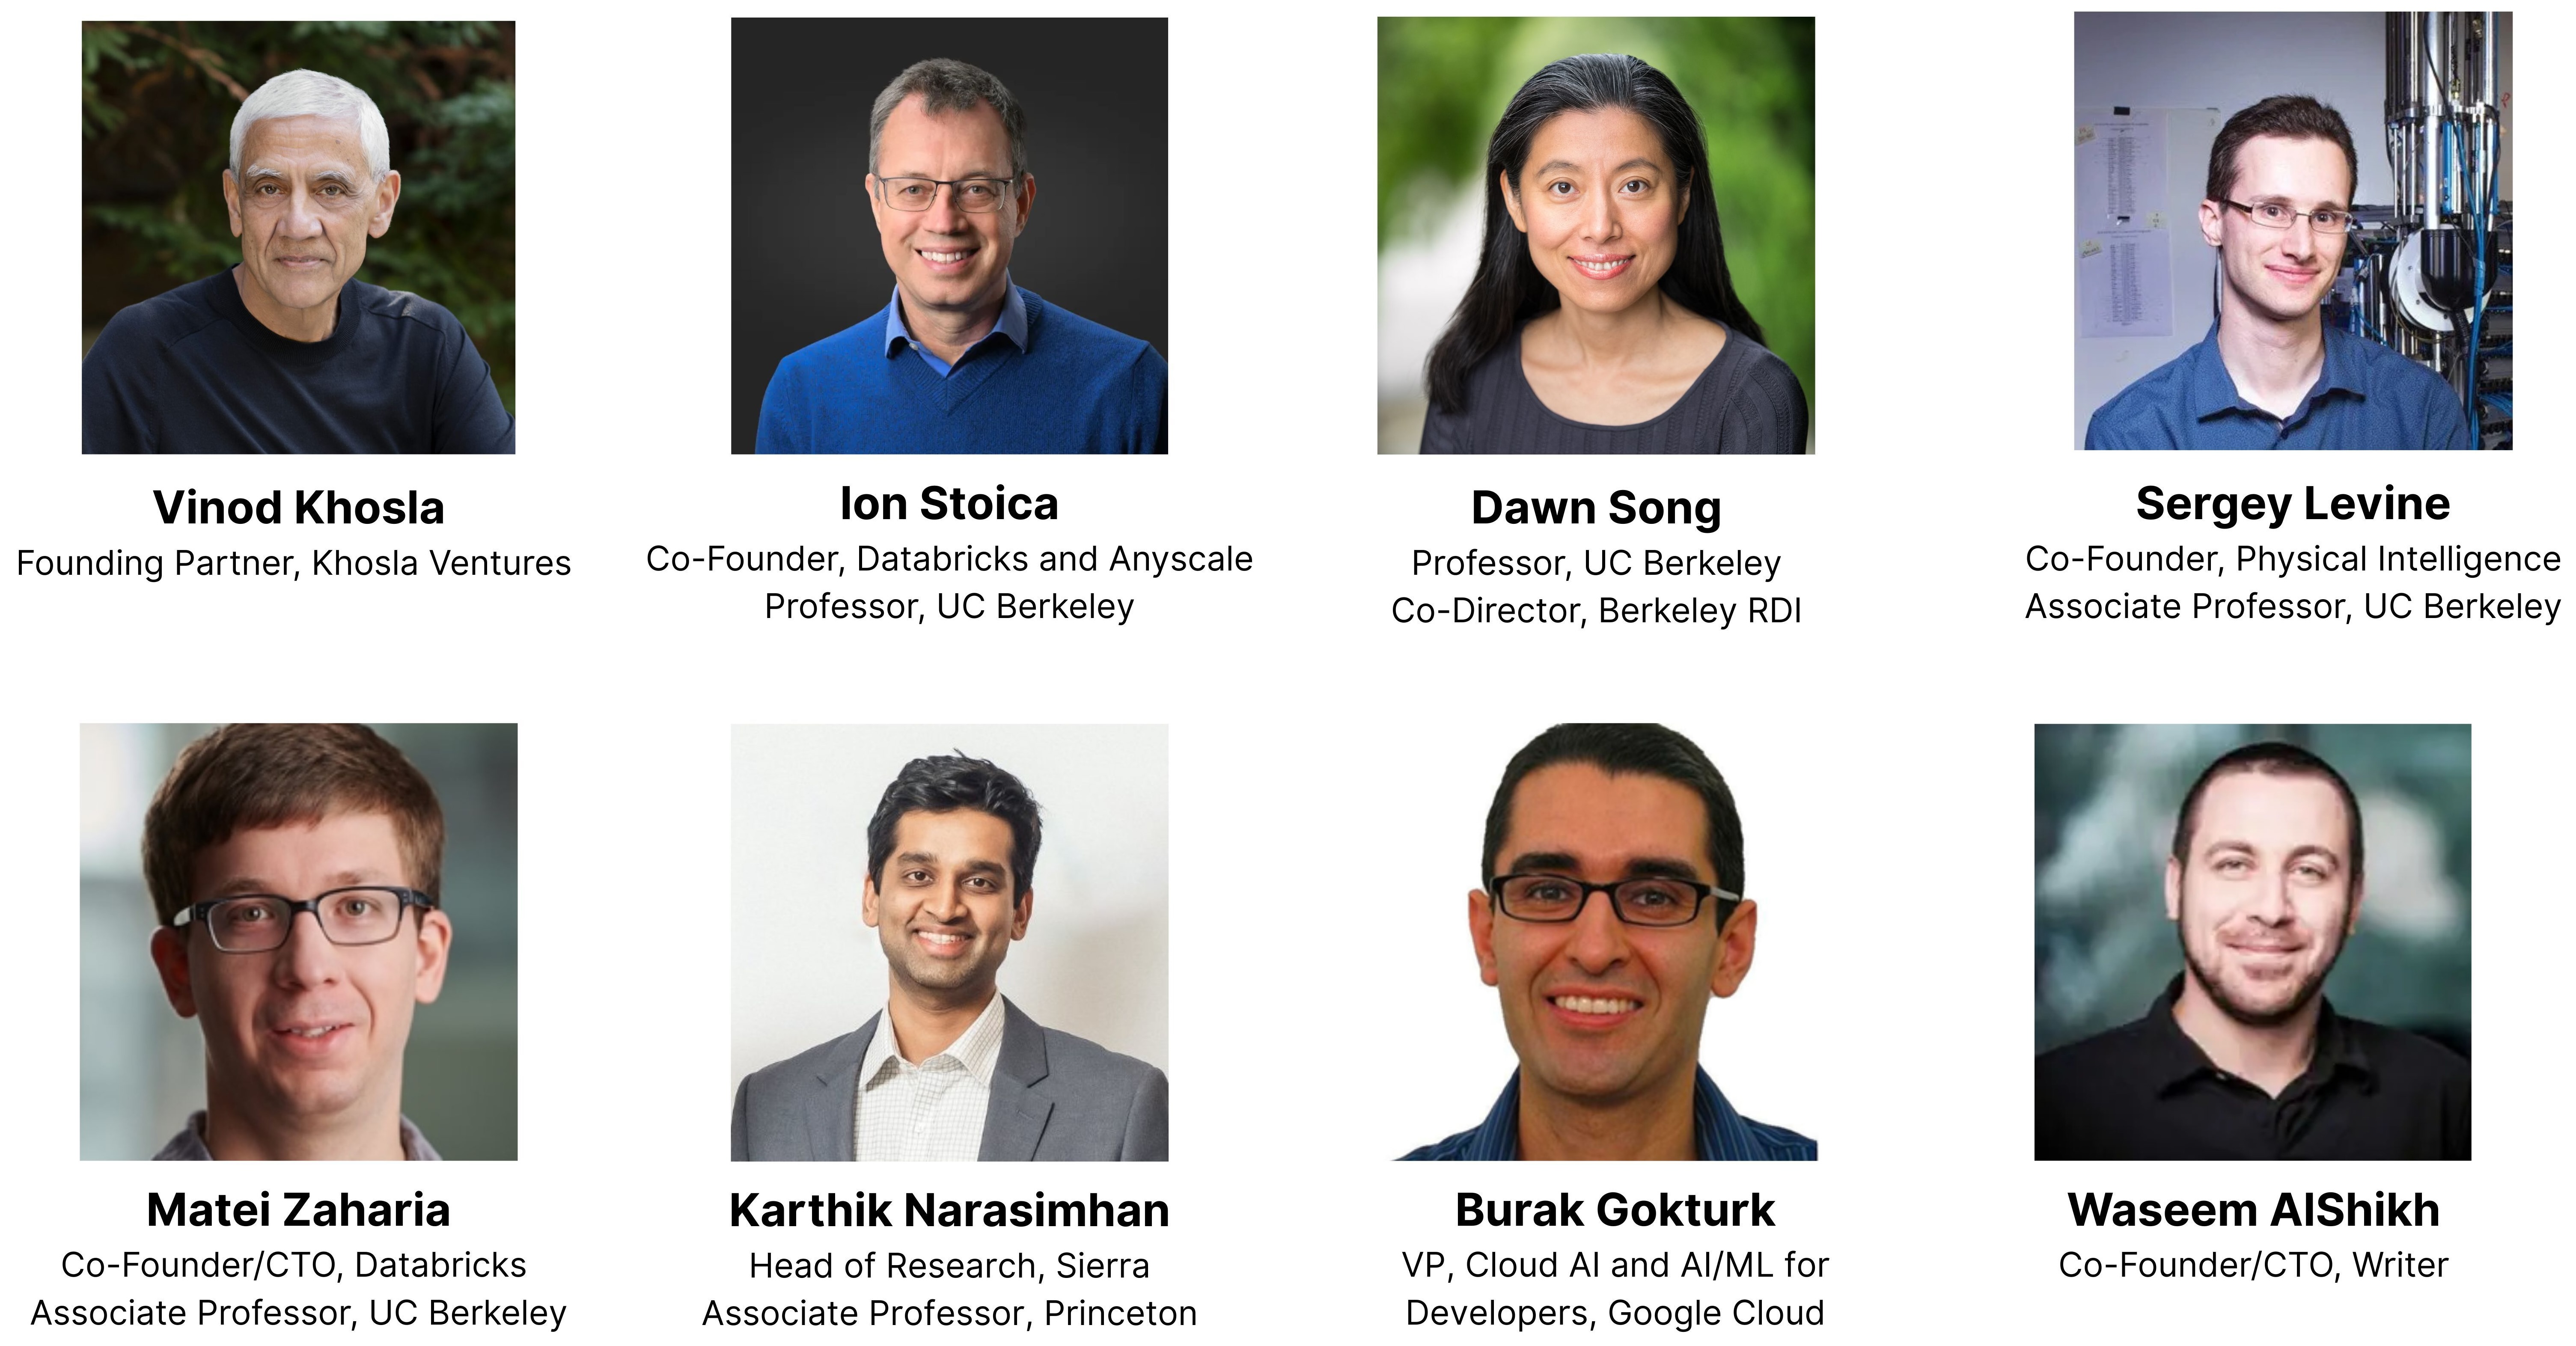 Vinod Khosla
Founding Partner, Khosla Ventures
Ion Stoica
Co-Founder, Databricks and Anyscale
Professor, UC Berkeley
Dawn Song
Professor, UC Berkeley
Co-Director, Berkeley RDI
Sergey Levine
Co-Founder, Physical Intelligence
Associate Professor, UC Berkeley
Matei Zaharia
Co-Founder/CTO, Databricks
Associate Professor, UC Berkeley
Karthik Narasimhan
Head of Research, Sierra
Associate Professor, Princeton
Burak Gokturk
VP, Cloud AI and AI/ML for
Developers, Google Cloud
Waseem AlShikh
Co-Founder/CTO, Writer